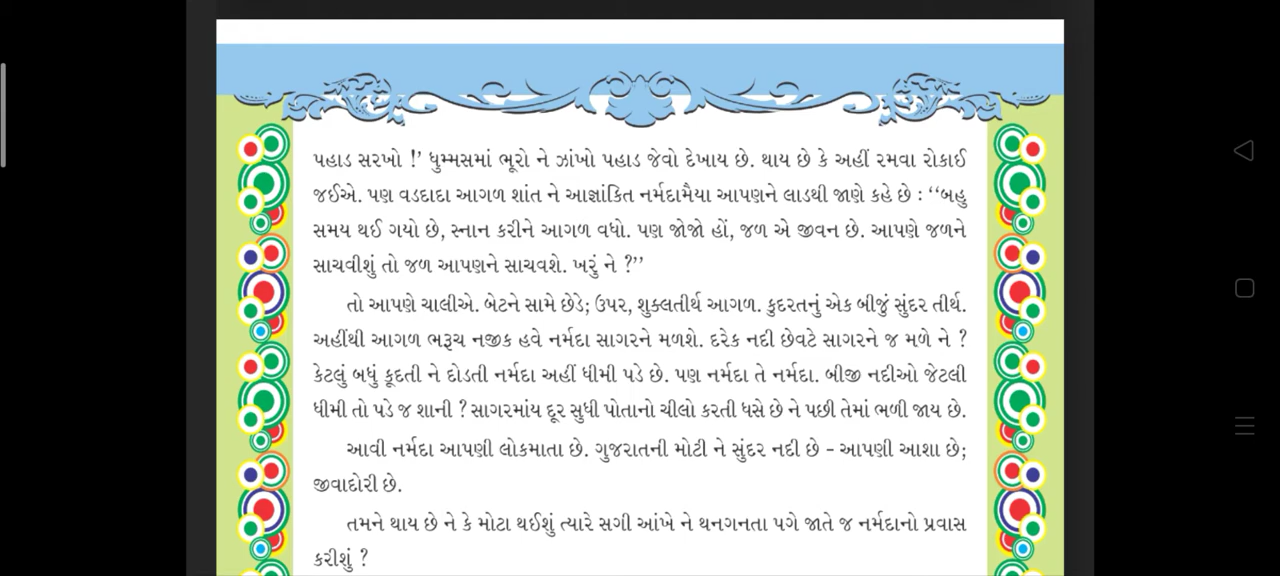 પહાડ સરખો !’ ધુમ્મસમાં ભૂરો ને ઝાંખો પહાડ જેવો દેખાય છે. થાય છે કે અહીં રમવા રોકાઈ
જઈએ. પણ વડદાદા આગળ શાંત ને આજ્ઞાંકિત નર્મદામૈયા આપણને લાડથી જાણે કહે છે : ‘‘બહુ
સમય થઈ ગયો છે, સ્નાન કરીને આગળ વધો. પણ જોજો હોં, જળ એ જીવન છે. આપણે જળને
સાચવીશું તો જળ આપણને સાચવશે. ખરું ને ?’’
તો આપણે ચાલીએ. બેટને સામે છેડે; ઉપર, શુક્લતીર્થ આગળ. કુદરતનું એક બીજું સુંદર તીર્થ.
અહીંથી આગળ ભરૂચ નજીક હવે નર્મદા સાગરને મળશે. દરેક નદી છેવટે સાગરને જ મળે ને ?
કેટલું બધું કૂદતી ને દોડતી નર્મદા અહીં ધીમી પડે છે. પણ નર્મદા તે નર્મદા. બીજી નદીઓ જેટલી
ધીમી તો પડે જ શાની ? સાગરમાંય દૂર સુધી પોતાનો ચીલો કરતી ધસે છે ને પછી તેમાં ભળી જાય છે.
આવી નર્મદા આપણી લોકમાતા છે. ગુજરાતની મોટી ને સુંદર નદી છે - આપણી આશા છે;
જીવાદોરી છે.
તમને થાય છે ને કે મોટા થઈશું ત્યારે સગી આંખે ને થનગનતા પગે જાતે જ નર્મદાનો પ્રવાસ
કરીશું ?